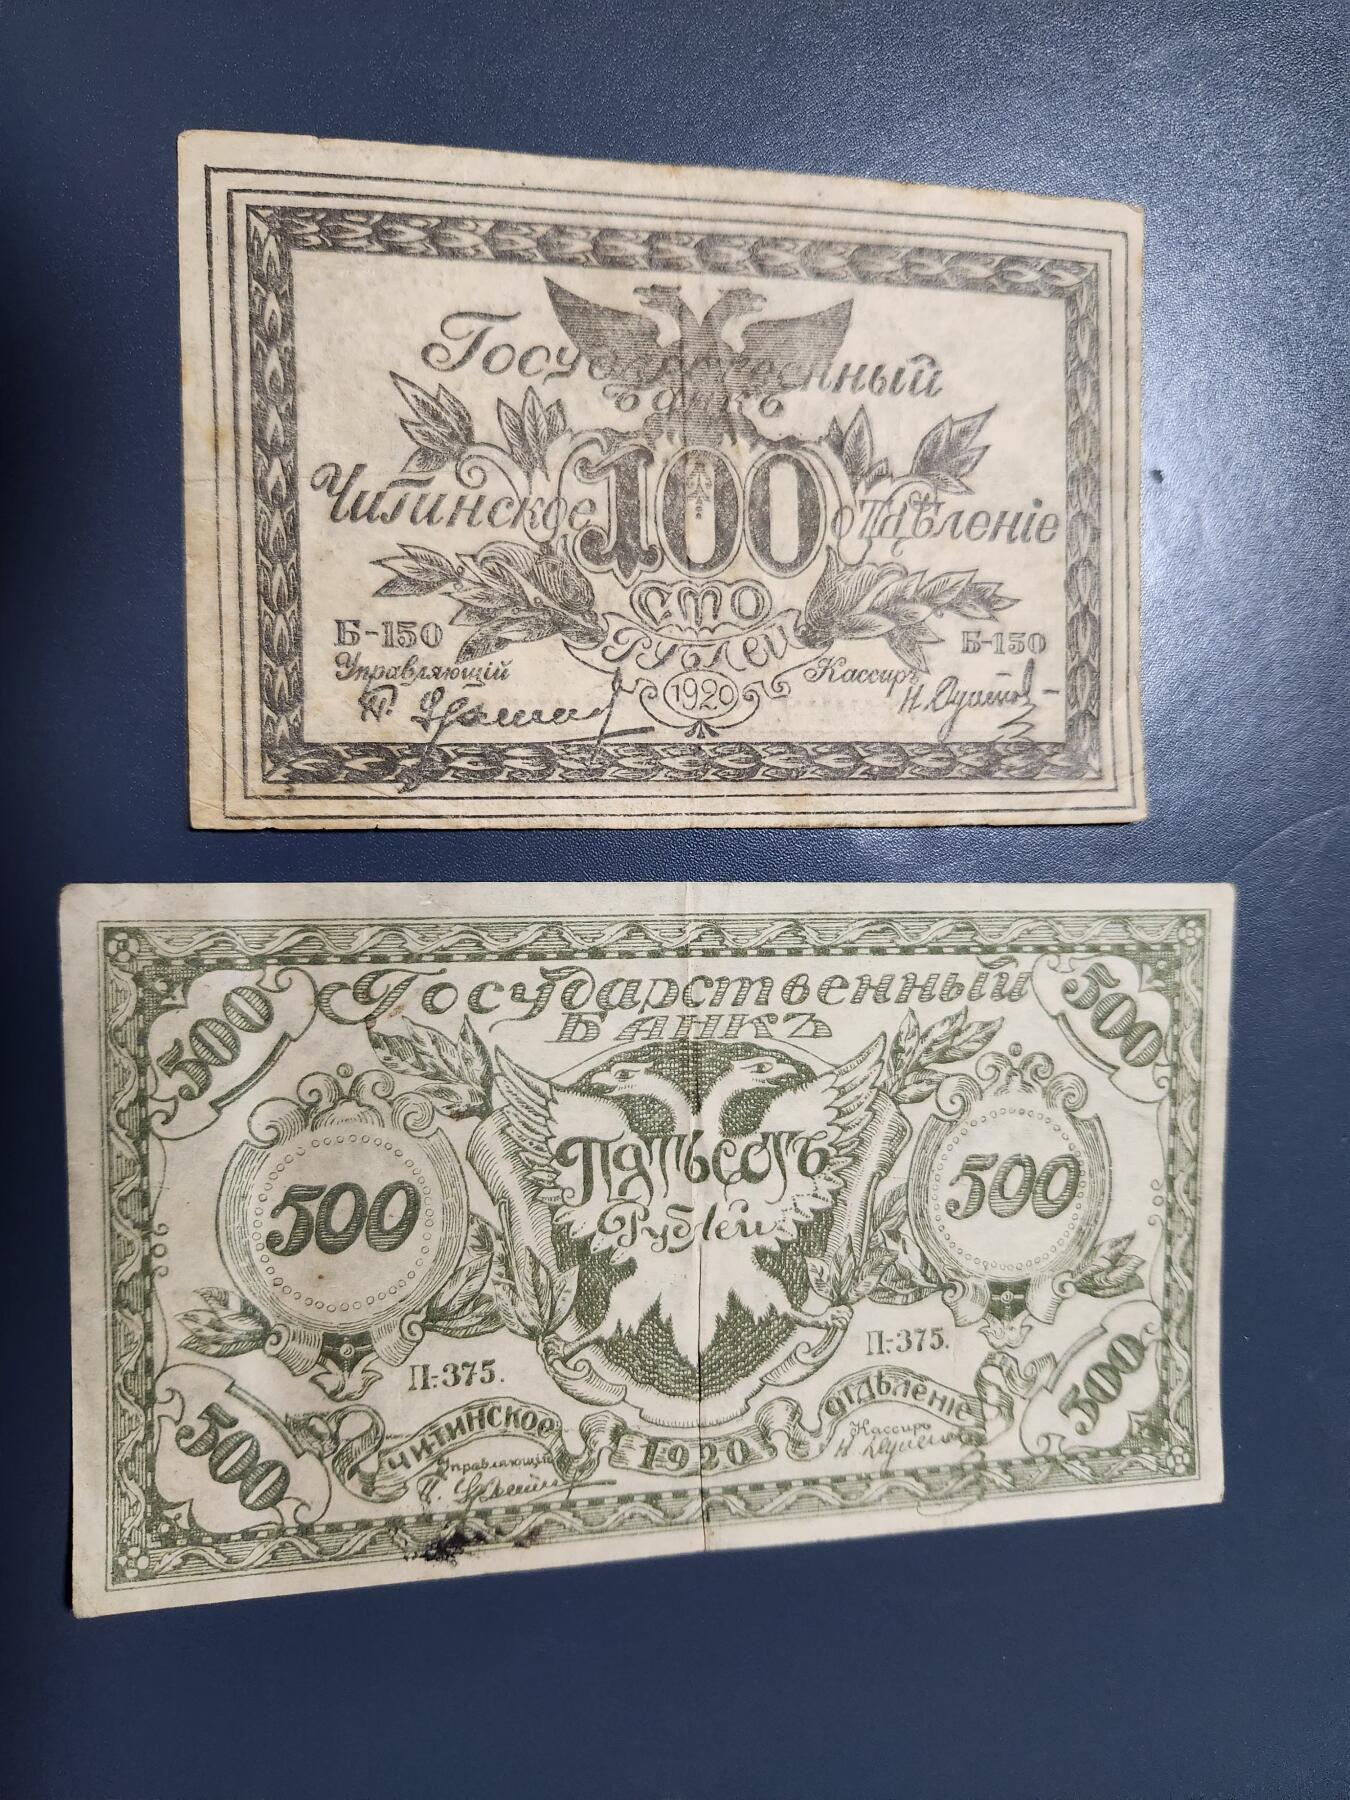 Государственный
банкъ
Читинское 100 отдѣленіе
СТО
Рублей
Б-150 Б-150
Управляющій Кассиръ
1920
500 Государственный 500
БАНКЪ
Пятьсотъ
500 Рублей 500
П-375. П-375.
500 ЧИТИНСКОЕ 1920 ОТДѢЛЕНІЕ 500
Управляющій Кассиръ